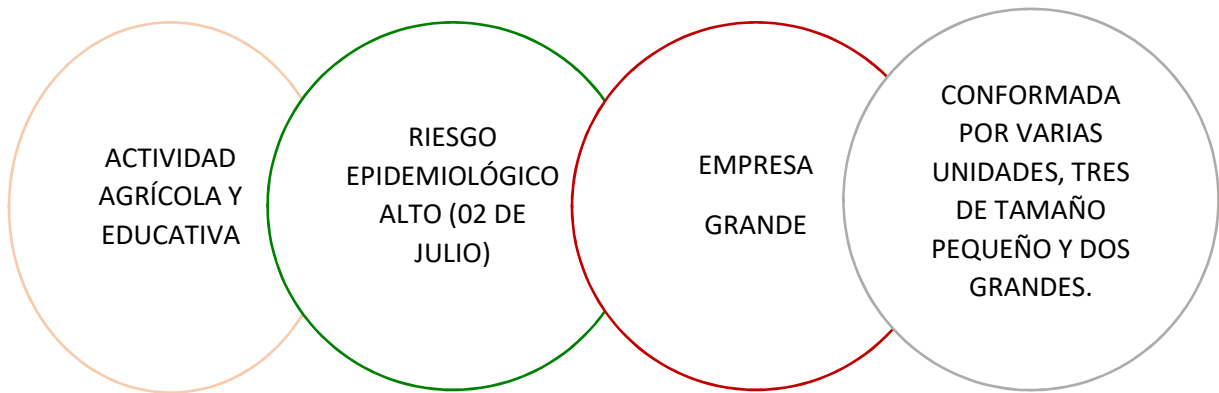 ACTIVIDAD
AGRÍCOLA Y
EDUCATIVA
RIESGO
EPIDEMIOLÓGICO
ALTO (02 DE
JULIO)
EMPRESA
GRANDE
CONFORMADA
POR VARIAS
UNIDADES, TRES
DE TAMAÑO
PEQUEÑO Y DOS
GRANDES.